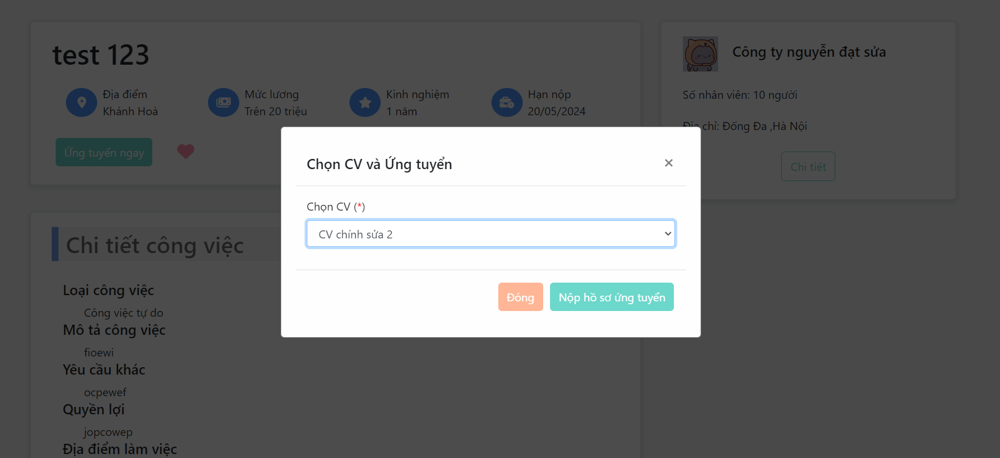 test 123
Địa điểm
Khánh Hoà
Mức lương
Trên 20 triệu
Kinh nghiệm
1 năm
Hạn nộp
20/05/2024
Ứng tuyển ngay
Công ty nguyễn đạt sửa
Số nhân viên: 10 người
Địa chỉ: Đống Đa ,Hà Nội
Chi tiết
Chọn CV và Ứng tuyển
×
Chọn CV (*)
CV chính sửa 2
Đóng
Nộp hồ sơ ứng tuyển
Chi tiết công việc
Loại công việc
Công việc tự do
Mô tả công việc
fioewi
Yêu cầu khác
ocpewef
Quyền lợi
jopcowep
Địa điểm làm việc